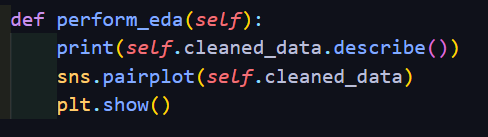 def perform_eda(self):
    print(self.cleaned_data.describe())
    sns.pairplot(self.cleaned_data)
    plt.show()